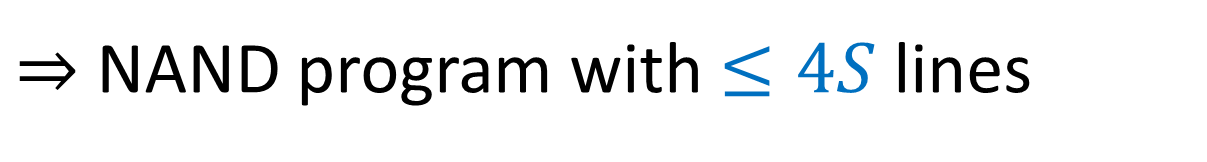 ⇒ NAND program with ≤ 4S lines